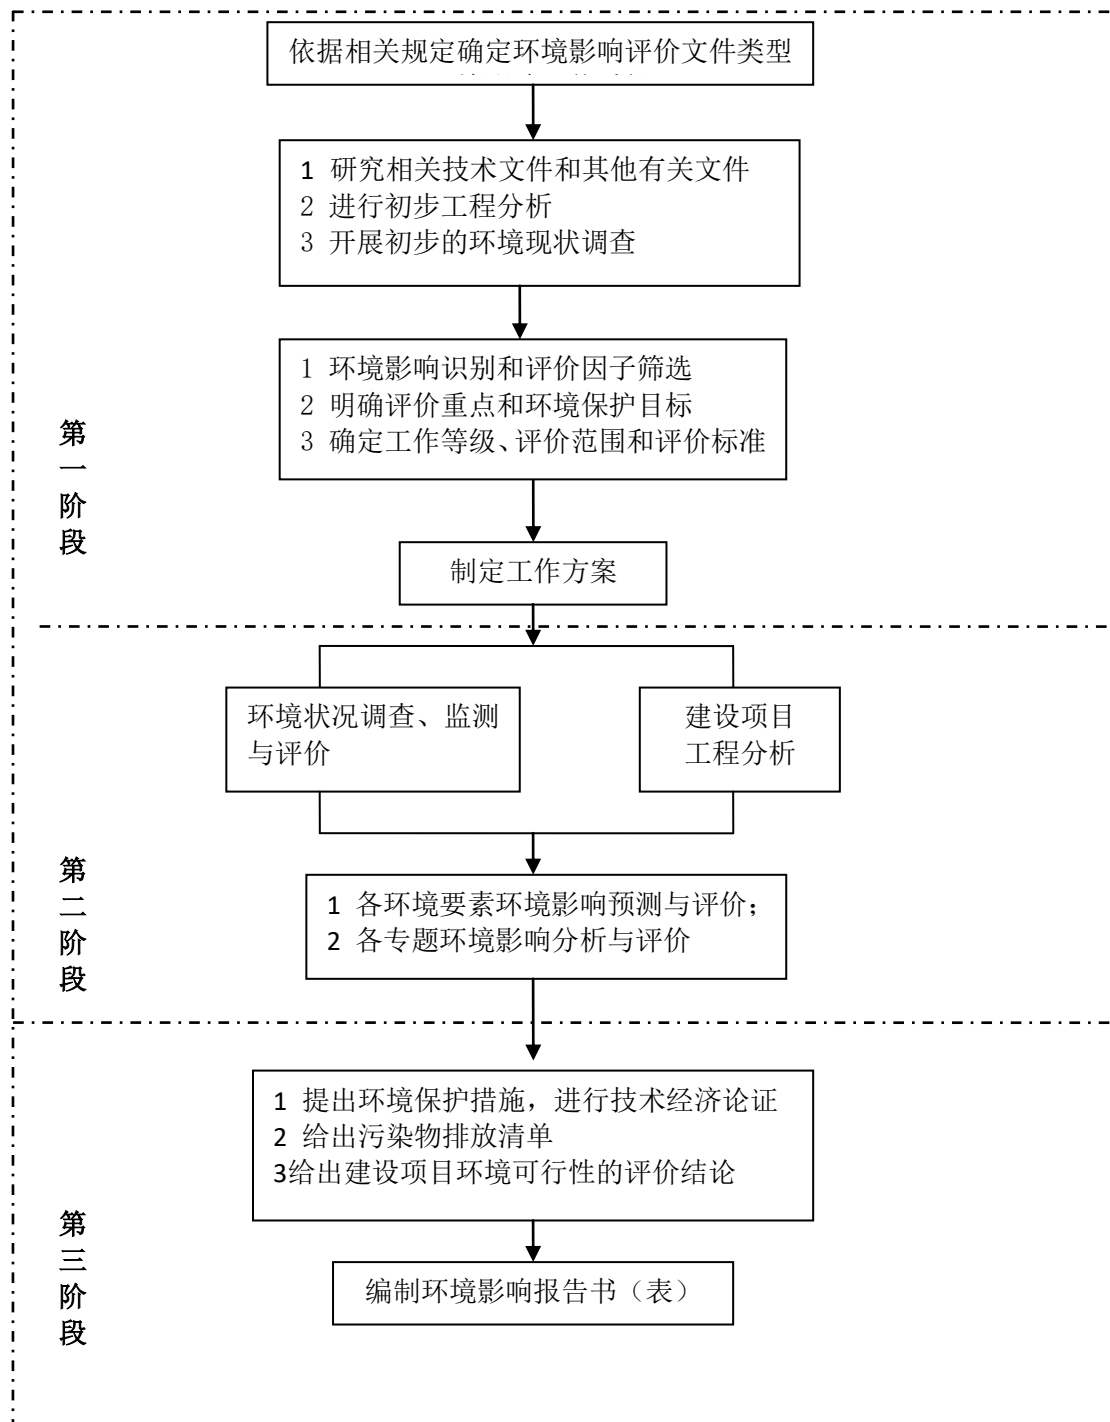 依据相关规定确定环境影响评价文件类型
1 研究相关技术文件和其他有关文件
2 进行初步工程分析
3 开展初步的环境现状调查
1 环境影响识别和评价因子筛选
2 明确评价重点和环境保护目标
3 确定工作等级、评价范围和评价标准
第一阶段
制定工作方案
环境状况调查、监测
与评价
建设项目
工程分析
第二阶段
1 各环境要素环境影响预测与评价;
2 各专题环境影响分析与评价
1 提出环境保护措施，进行技术经济论证
2 给出污染物排放清单
3给出建设项目环境可行性的评价结论
第三阶段
编制环境影响报告书（表）